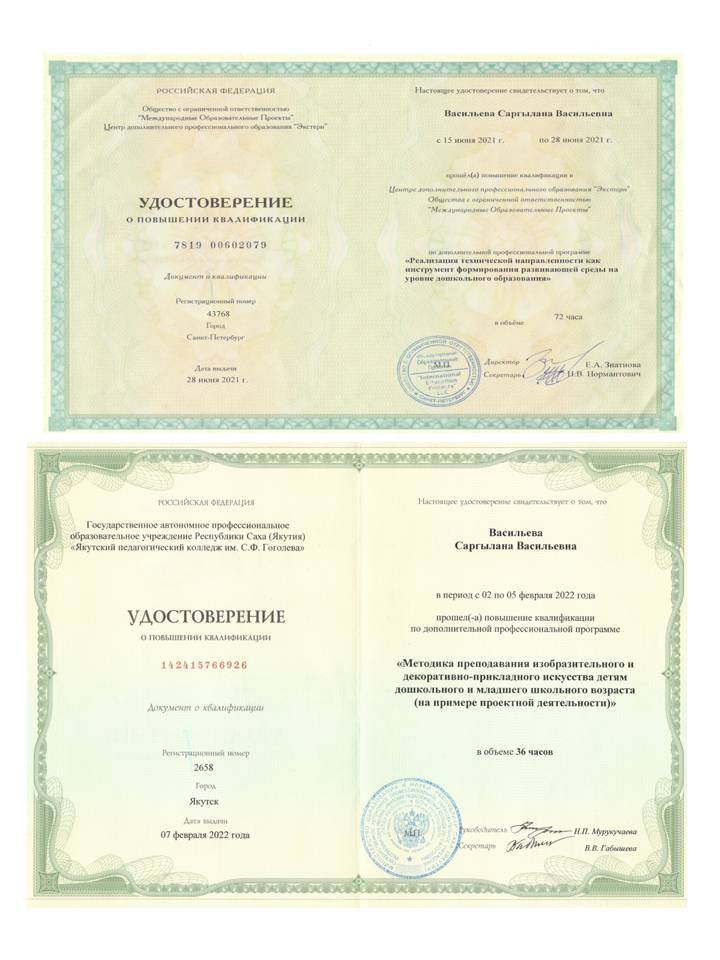 РОССИЙСКАЯ ФЕДЕРАЦИЯ
Общество с ограниченной ответственностью
"Международные Образовательные Проекты"
Центр дополнительного профессионального образования "Экстерн"
УДОСТОВЕРЕНИЕ
О ПОВЫШЕНИИ КВАЛИФИКАЦИИ
7819 00602079
Документ о квалификации
Регистрационный номер
43768
Город
Санкт-Петербург
Дата выдачи
28 июня 2021 г.
Настоящее удостоверение свидетельствует о том, что
Васильева Саргылана Васильевна
с 15 июня 2021 г. по 28 июня 2021 г.
прошёл(а) повышение квалификации в
Центре дополнительного профессионального образования "Экстерн"
Общества с ограниченной ответственностью
"Международные Образовательные Проекты"
по дополнительной профессиональной программе
«Реализация технической направленности как
инструмент формирования развивающей среды на
уровне дошкольного образования»
в объёме 72 часа
М.П.
"International
Education
Projects"
LLC
Директор Е.А. Знатнова
Секретарь Н.В. Нормантович
РОССИЙСКАЯ ФЕДЕРАЦИЯ
Государственное автономное профессиональное
образовательное учреждение Республики Саха (Якутия)
«Якутский педагогический колледж им. С.Ф. Гоголева»
УДОСТОВЕРЕНИЕ
О ПОВЫШЕНИИ КВАЛИФИКАЦИИ
142415766926
Документ о квалификации
Регистрационный номер
2658
Город
Якутск
Дата выдачи
07 февраля 2022 года
Настоящее удостоверение свидетельствует о том, что
Васильева
Саргылана Васильевна
в период с 02 по 05 февраля 2022 года
прошел(-а) повышение квалификации
по дополнительной профессиональной программе
«Методика преподавания изобразительного и
декоративно-прикладного искусства детям
дошкольного и младшего школьного возраста
(на примере проектной деятельности)»
в объеме 36 часов
М.П.
Руководитель Н.П. Мурукучаева
Секретарь В.В. Габышева